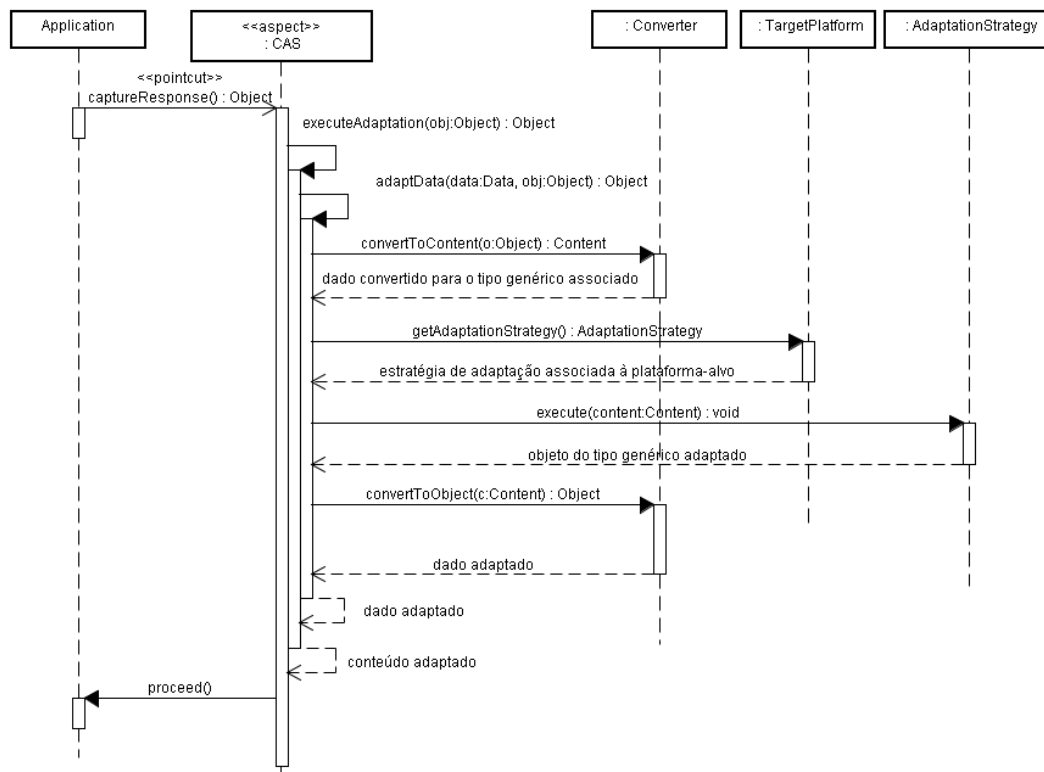 Application
<<aspect>>
: CAS
: Converter
: TargetPlatform
: AdaptationStrategy
<<pointcut>>
captureResponse() : Object
executeAdaptation(obj:Object) : Object
adaptData(data:Data, obj:Object) : Object
convertToContent(o:Object) : Content
dado convertido para o tipo genérico associado
getAdaptationStrategy() : AdaptationStrategy
estratégia de adaptação associada à plataforma-alvo
execute(content:Content) : void
objeto do tipo genérico adaptado
convertToObject(c:Content) : Object
dado adaptado
dado adaptado
conteúdo adaptado
proceed()